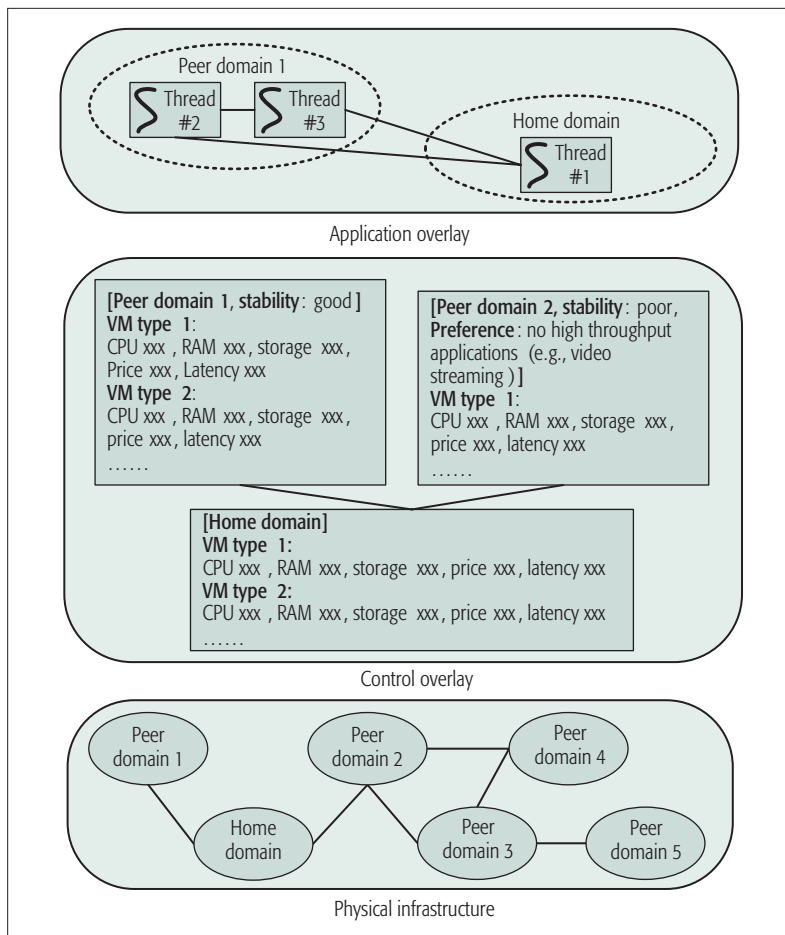 Peer domain 1
Thread
#2
Thread
#3
Home domain
Thread
#1
Application overlay
[Peer domain 1, stability: good]
VM type 1:
CPU xxx, RAM xxx, storage xxx,
Price xxx, Latency xxx
VM type 2:
CPU xxx, RAM xxx, storage xxx,
price xxx, latency xxx
......
[Peer domain 2, stability: poor,
Preference: no high throughput
applications (e.g., video
streaming)]
VM type 1:
CPU xxx, RAM xxx, storage xxx,
price xxx, latency xxx
......
[Home domain]
VM type 1:
CPU xxx, RAM xxx, storage xxx, price xxx, latency xxx
VM type 2:
CPU xxx, RAM xxx, storage xxx, price xxx, latency xxx
......
Control overlay
Peer
domain 1
Peer
domain 2
Peer
domain 4
Home
domain
Peer
domain 3
Peer
domain 5
Physical infrastructure